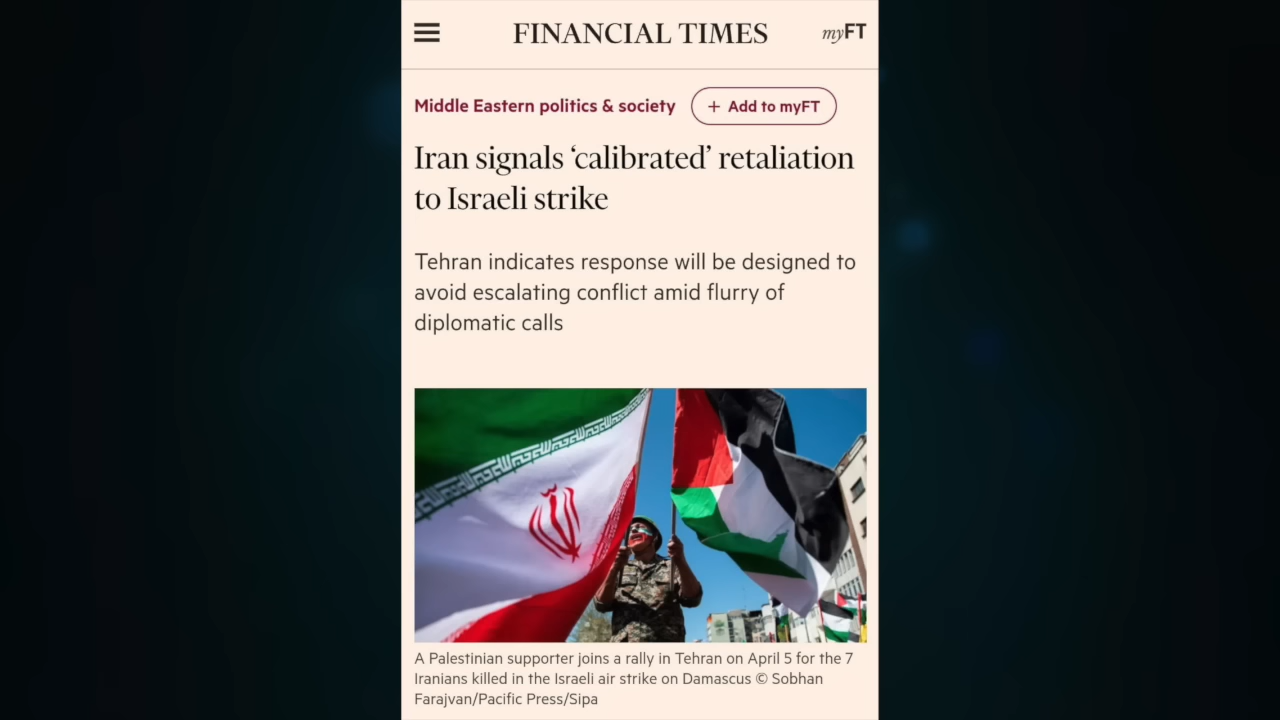 FINANCIAL TIMES
myFT
Middle Eastern politics & society
+ Add to myFT
Iran signals ‘calibrated’ retaliation
to Israeli strike
Tehran indicates response will be designed to
avoid escalating conflict amid flurry of
diplomatic calls
A Palestinian supporter joins a rally in Tehran on April 5 for the 7
Iranians killed in the Israeli air strike on Damascus © Sobhan
Farajvan/Pacific Press/Sipa